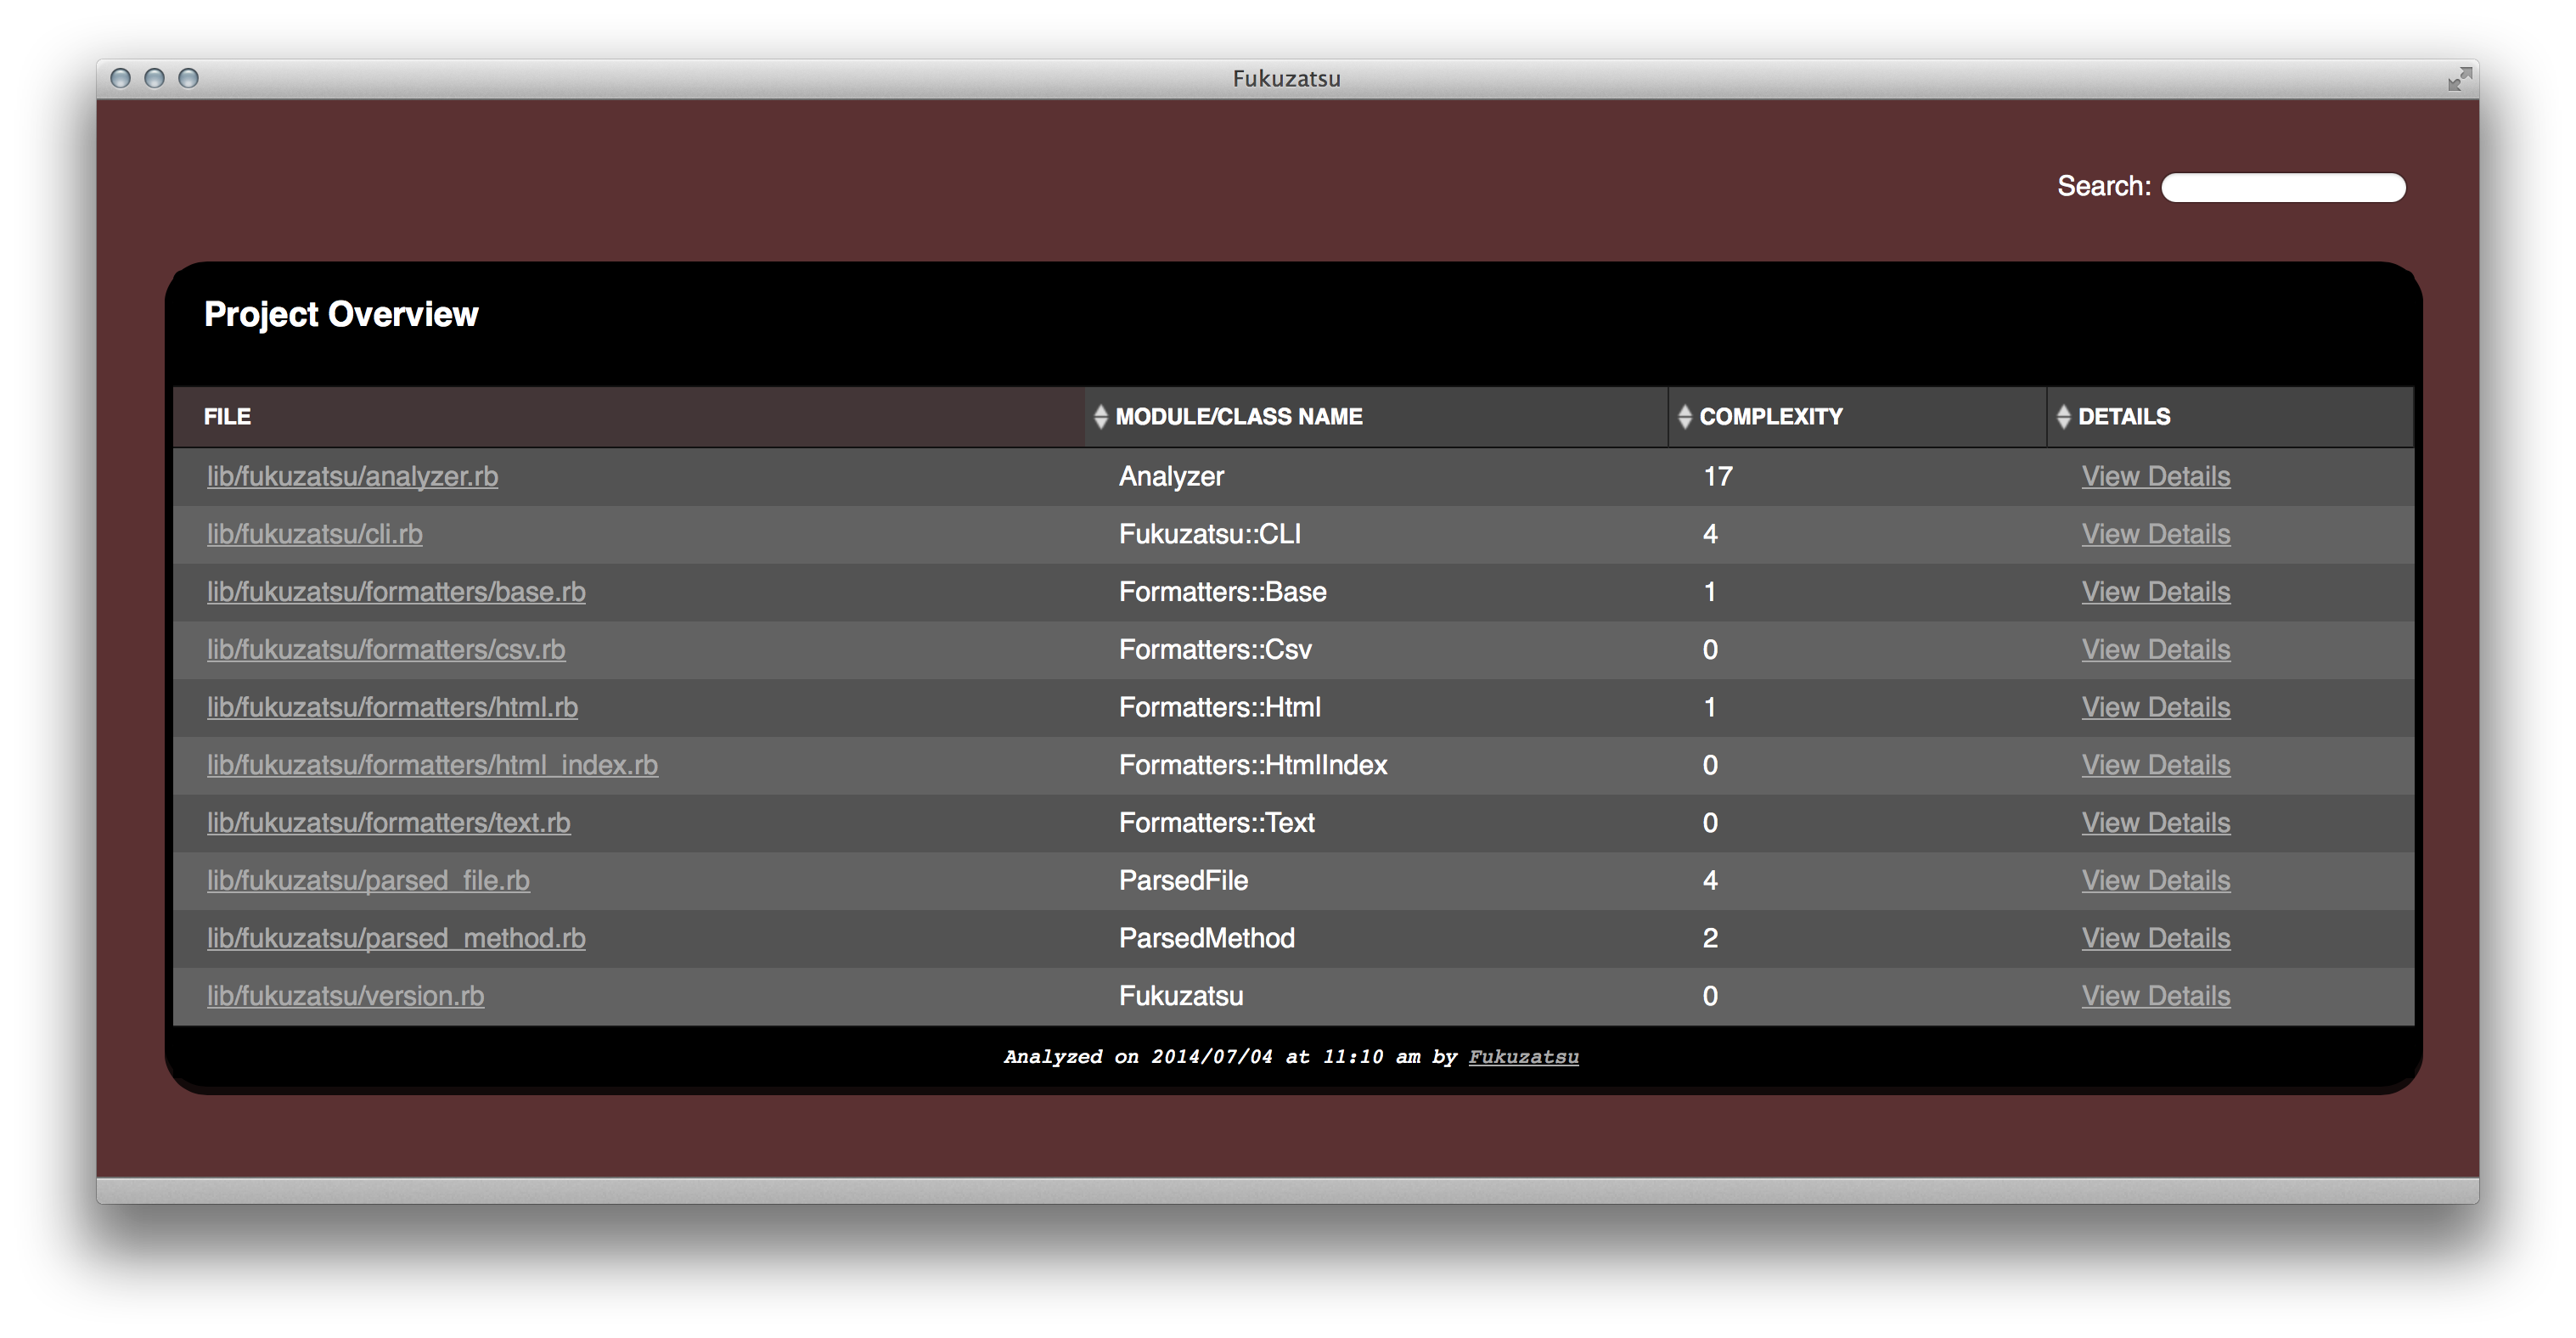 Fukuzatsu
Search:
Project Overview
FILE MODULE/CLASS NAME COMPLEXITY DETAILS
lib/fukuzatsu/analyzer.rb Analyzer 17 View Details
lib/fukuzatsu/cli.rb Fukuzatsu::CLI 4 View Details
lib/fukuzatsu/formatters/base.rb Formatters::Base 1 View Details
lib/fukuzatsu/formatters/csv.rb Formatters::Csv 0 View Details
lib/fukuzatsu/formatters/html.rb Formatters::Html 1 View Details
lib/fukuzatsu/formatters/html_index.rb Formatters::HtmlIndex 0 View Details
lib/fukuzatsu/formatters/text.rb Formatters::Text 0 View Details
lib/fukuzatsu/parsed_file.rb ParsedFile 4 View Details
lib/fukuzatsu/parsed_method.rb ParsedMethod 2 View Details
lib/fukuzatsu/version.rb Fukuzatsu 0 View Details
Analyzed on 2014/07/04 at 11:10 am by Fukuzatsu